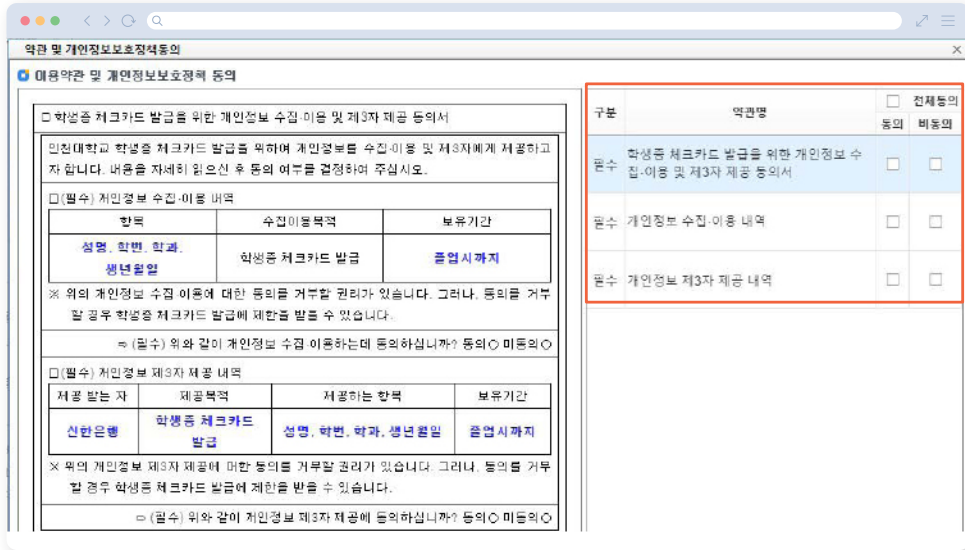 약관 및 개인정보보호정책동의
이용약관 및 개인정보보호정책 동의
□ 학생증 체크카드 발급을 위한 개인정보 수집·이용 및 제3자 제공 동의서
인천대학교 학생증 체크카드 발급을 위하여 개인정보를 수집·이용 및 제3자에게 제공하고
자 합니다. 내용을 자세히 읽으신 후 동의 여부를 결정하여 주십시오.
□(필수) 개인정보 수집·이용 내역
항목 수집이용목적 보유기간
성명, 학번, 학과,
생년월일
학생증 체크카드 발급 졸업시까지
※ 위의 개인정보 수집·이용에 대한 동의를 거부할 권리가 있습니다. 그러나, 동의를 거부
할 경우 학생증 체크카드 발급에 제한을 받을 수 있습니다.
⇨ (필수) 위와 같이 개인정보 수집·이용하는데 동의하십니까? 동의○ 미동의○
□(필수) 개인정보 제3자 제공 내역
제공 받는 자 제공목적 제공하는 항목 보유기간
신한은행 학생증 체크카드
발급
성명, 학번, 학과, 생년월일 졸업시까지
※ 위의 개인정보 제3자 제공에 대한 동의를 거부할 권리가 있습니다. 그러나, 동의를 거부
할 경우 학생증 체크카드 발급에 제한을 받을 수 있습니다.
⇨ (필수) 위와 같이 개인정보 제3자 제공에 동의하십니까? 동의○ 미동의○
구분 약관명 □ 전체동의
동의 비동의
필수 학생증 체크카드 발급을 위한 개인정보 수
집·이용 및 제3자 제공 동의서
필수 개인정보 수집·이용 내역
필수 개인정보 제3자 제공 내역